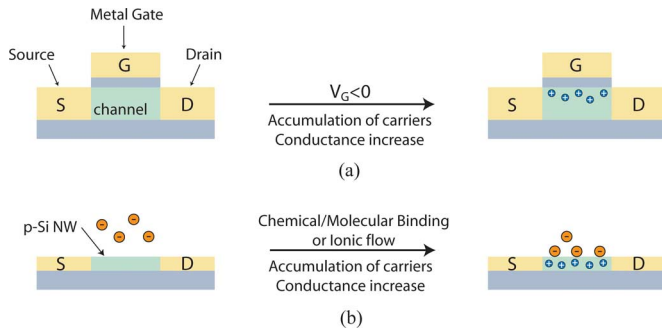 Metal Gate
Source
G
Drain
S
channel
D
V_G<0
Accumulation of carriers
Conductance increase
G
S
D
(a)
p-Si NW
S
D
Chemical/Molecular Binding
or Ionic flow
Accumulation of carriers
Conductance increase
S
D
(b)